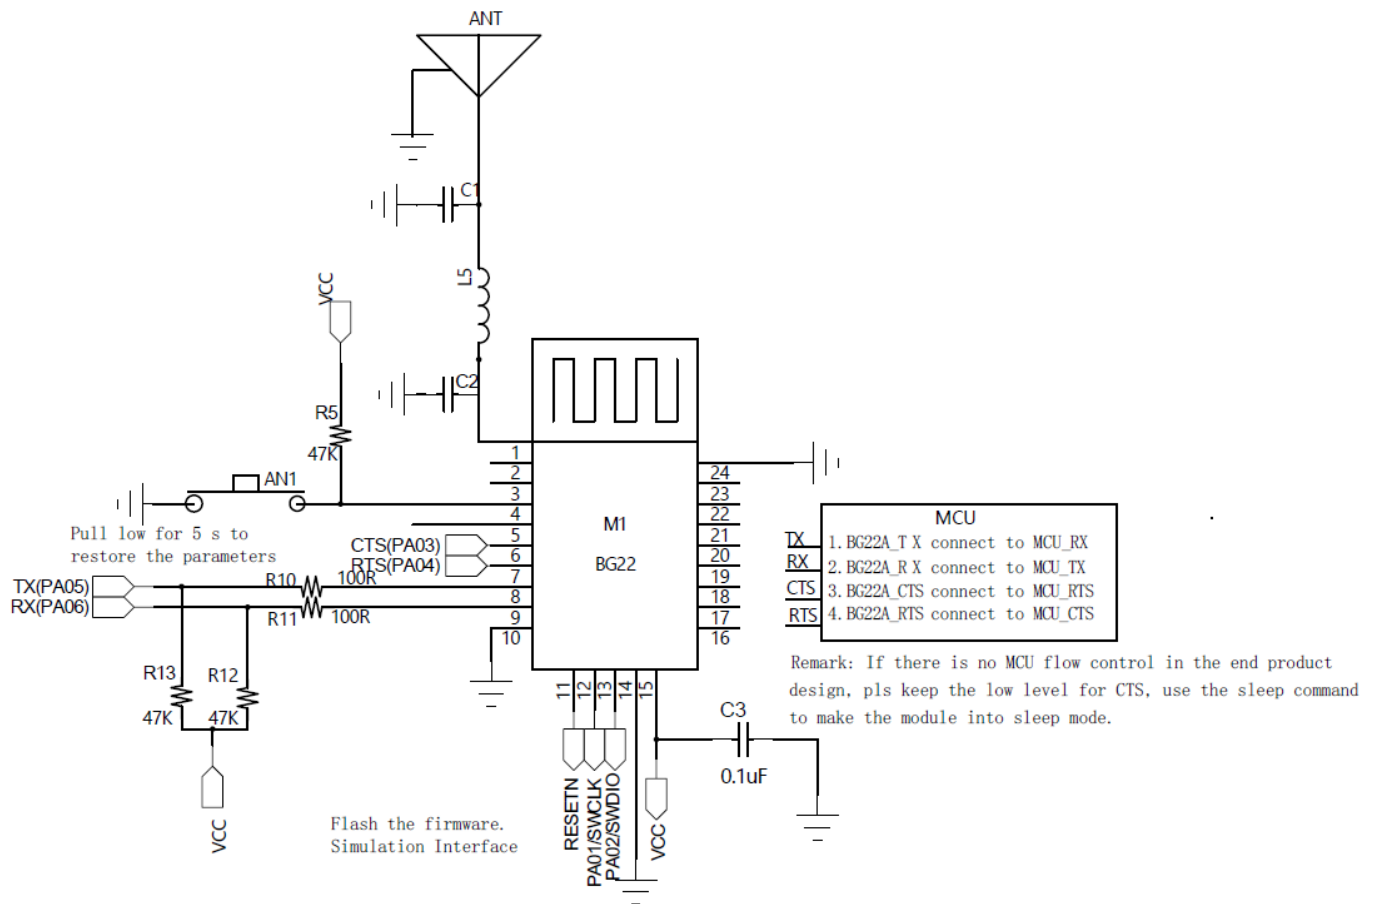 ANT
C1
L5
VCC
C2
R5
47K
AN1
Pull low for 5 s to
restore the parameters
CTS(PA03)
RTS(PA04)
TX(PA05)
RX(PA06)
R10
100R
R11
100R
R13
47K
R12
47K
VCC
1
2
3
4
5
6
7
8
9
10
M1
BG22
24
23
22
21
20
19
18
17
16
11
12
13
14
15
RESETN
PA01/SWCLK
PA02/SWDIO
VCC
C3
0.1uF
Flash the firmware.
Simulation Interface
MCU
TX
1. BG22A_T X connect to MCU_RX
RX
2. BG22A_R X connect to MCU_TX
CTS
3. BG22A_CTS connect to MCU_RTS
RTS
4. BG22A_RTS connect to MCU_CTS
Remark: If there is no MCU flow control in the end product
design, pls keep the low level for CTS, use the sleep command
to make the module into sleep mode.